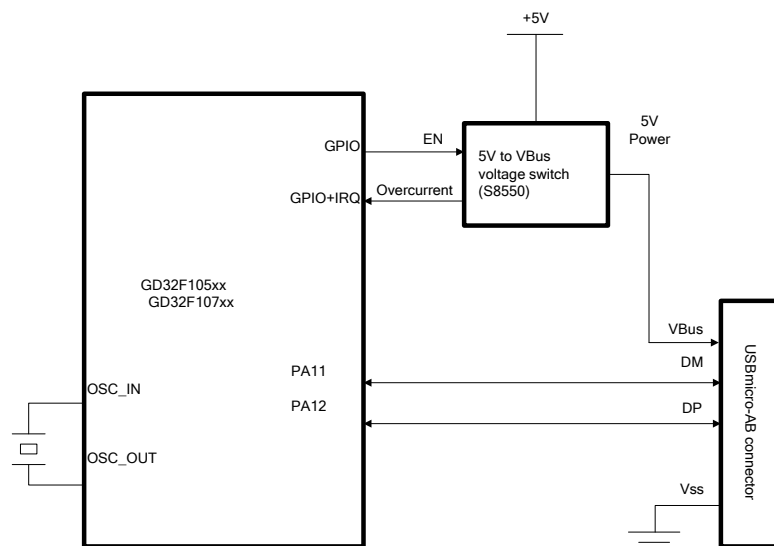 +5V
5V
Power
GPIO
EN
5V to VBus
voltage switch
(S8550)
GPIO+IRQ
Overcurrent
GD32F105xx
GD32F107xx
VBus
DM
PA11
OSC_IN
PA12
DP
USBmicro-AB connector
OSC_OUT
Vss